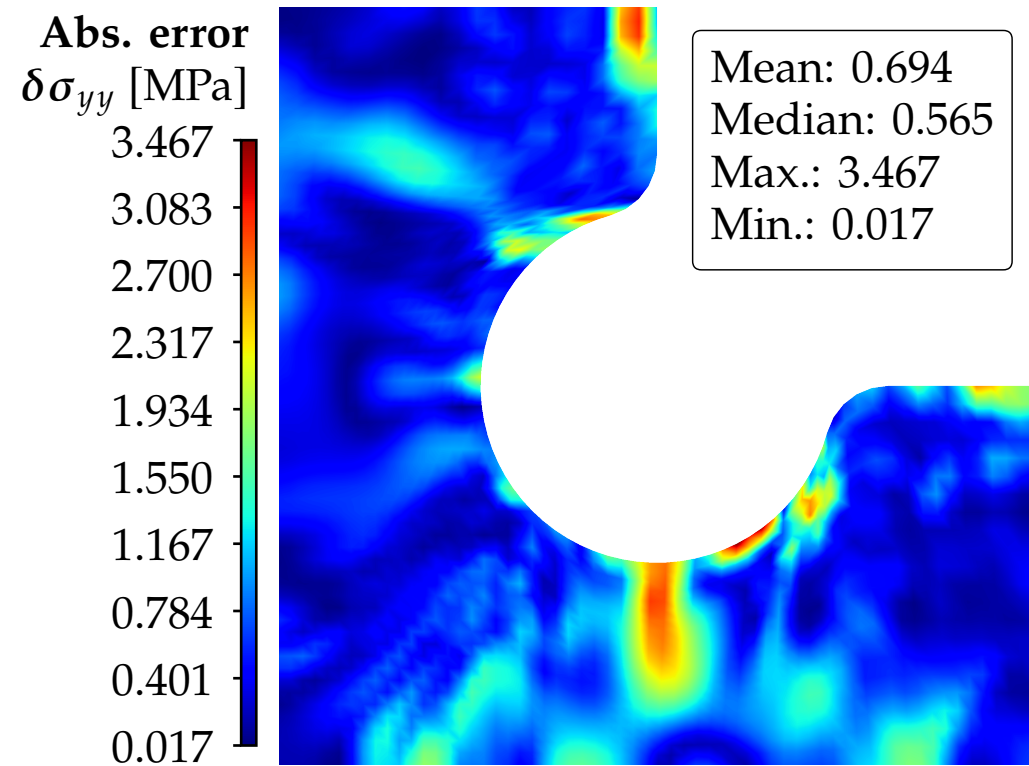 Abs. error
δσyy [MPa]
3.467
3.083
2.700
2.317
1.934
1.550
1.167
0.784
0.401
0.017
Mean: 0.694
Median: 0.565
Max.: 3.467
Min.: 0.017